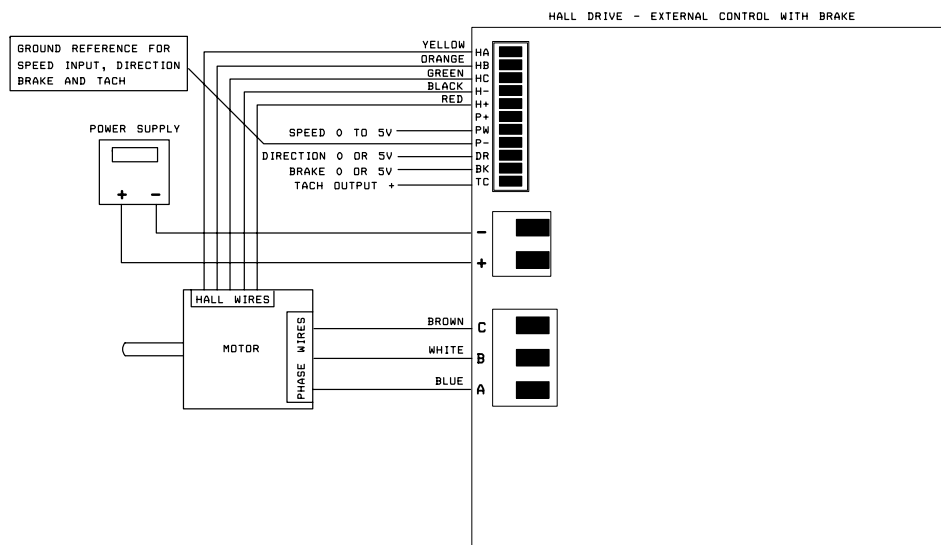 HALL DRIVE - EXTERNAL CONTROL WITH BRAKE
GROUND REFERENCE FOR
SPEED INPUT, DIRECTION
BRAKE AND TACH
YELLOW HA
ORANGE HB
GREEN HC
BLACK H-
RED H+
P+
SPEED 0 TO 5V PW
P-
DIRECTION 0 OR 5V DR
BRAKE 0 OR 5V BK
TACH OUTPUT + TC
POWER SUPPLY
+ -
-
+
HALL WIRES
MOTOR
PHASE WIRES
BROWN C
WHITE B
BLUE A